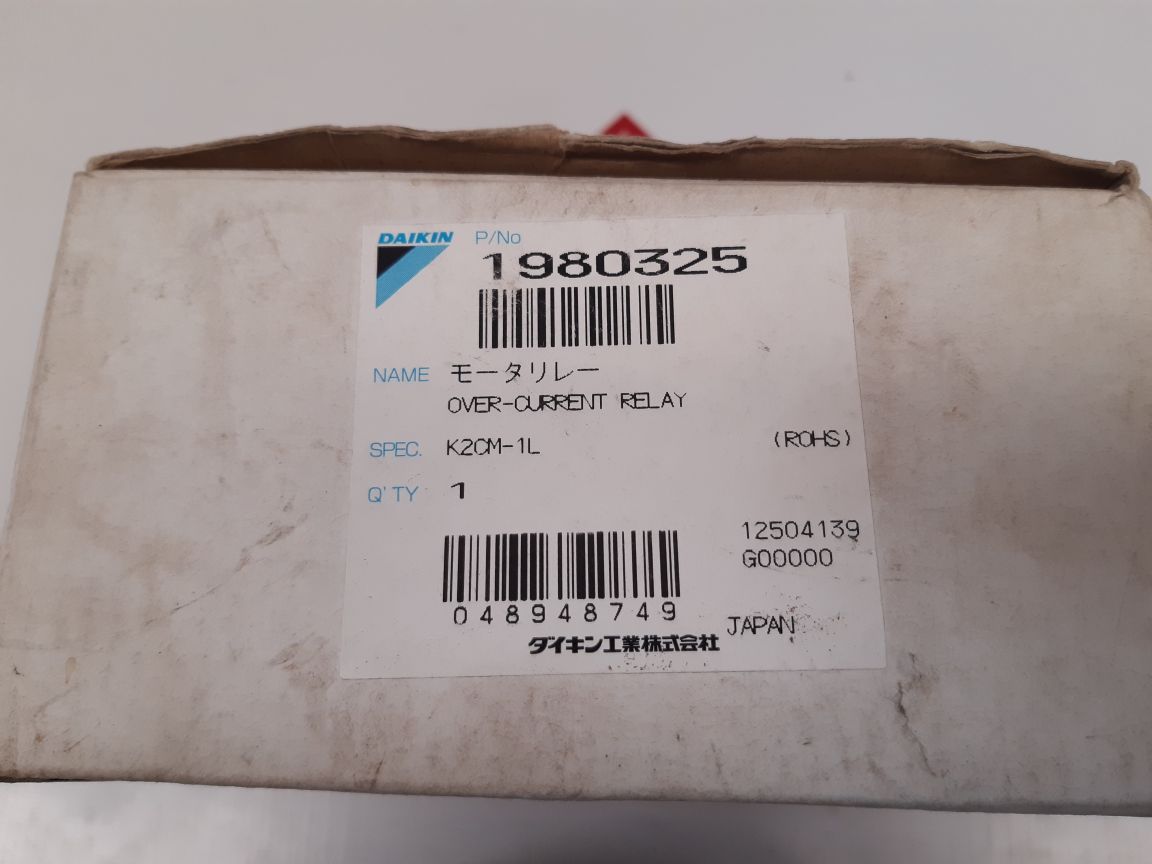 DAIKIN
P/No
1980325
NAME モータリレー
OVER-CURRENT RELAY
SPEC. K2CM-1L (ROHS)
Q'TY 1
12504139
G00000
048948749
JAPAN
ダイキン工業株式会社